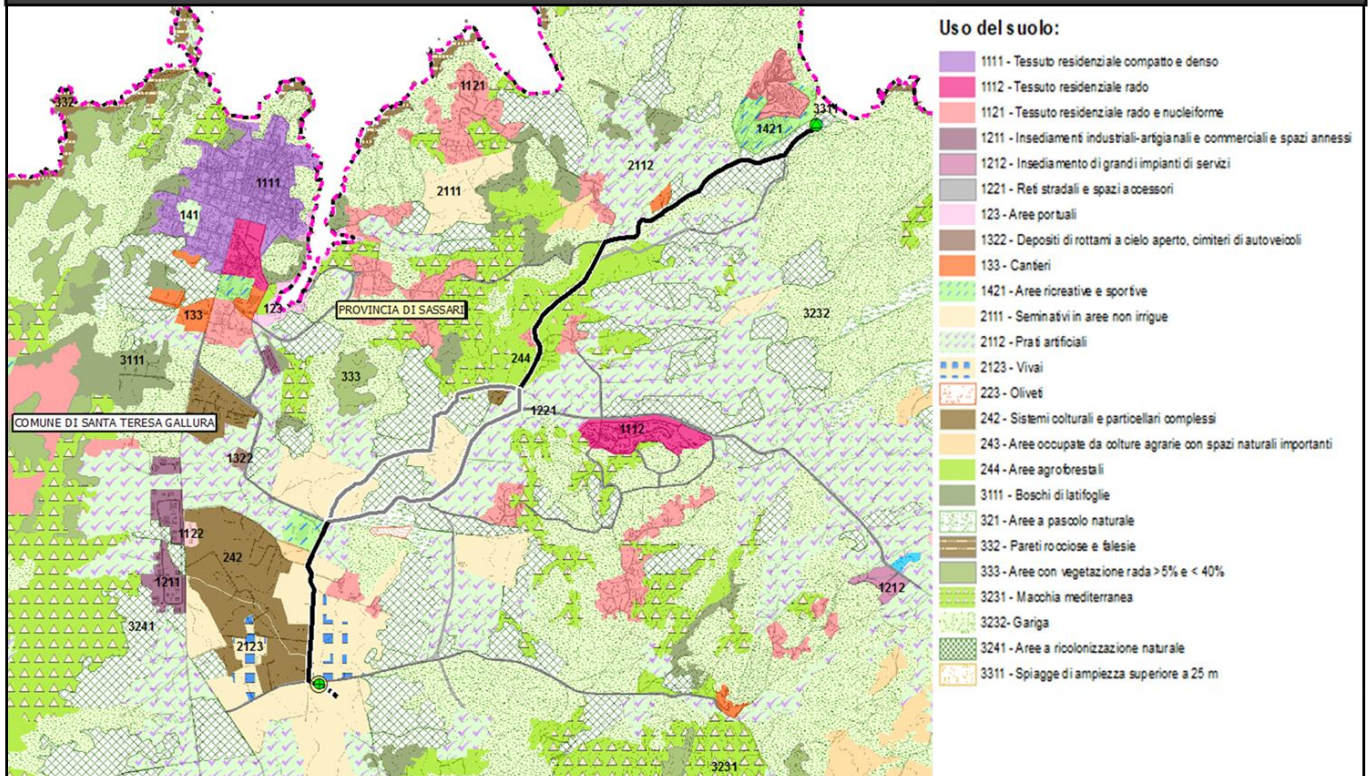 332
1121
3311
1421
2112
1111
2111
141
PROVINCIA DI SASSARI
123
133
3232
3111
333
244
1221
COMUNE DI SANTA TERESA GALLURA
1112
1322
1122
242
1211
1212
3241
2123
3231
Uso del suolo:
1111 - Tessuto residenziale compatto e denso
1112 - Tessuto residenziale rado
1121 - Tessuto residenziale rado e nucleiforme
1211 - Insediamenti industriali-artigianali e commerciali e spazi annessi
1212 - Insediamento di grandi impianti di servizi
1221 - Reti stradali e spazi accessori
123 - Aree portuali
1322 - Depositi di rottami a cielo aperto, cimiteri di autoveicoli
133 - Cantieri
1421 - Aree ricreative e sportive
2111 - Seminativi in aree non irrigue
2112 - Prati artificiali
2123 - Vivai
223 - Oliveti
242 - Sistemi colturali e particellari complessi
243 - Aree occupate da colture agrarie con spazi naturali importanti
244 - Aree agroforestali
3111 - Boschi di latifoglie
321 - Aree a pascolo naturale
332 - Pareti rocciose e falesie
333 - Aree con vegetazione rada >5% e < 40%
3231 - Macchia mediterranea
3232- Gariga
3241 - Aree a ricolonizzazione naturale
3311 - Spiagge di ampiezza superiore a 25 m